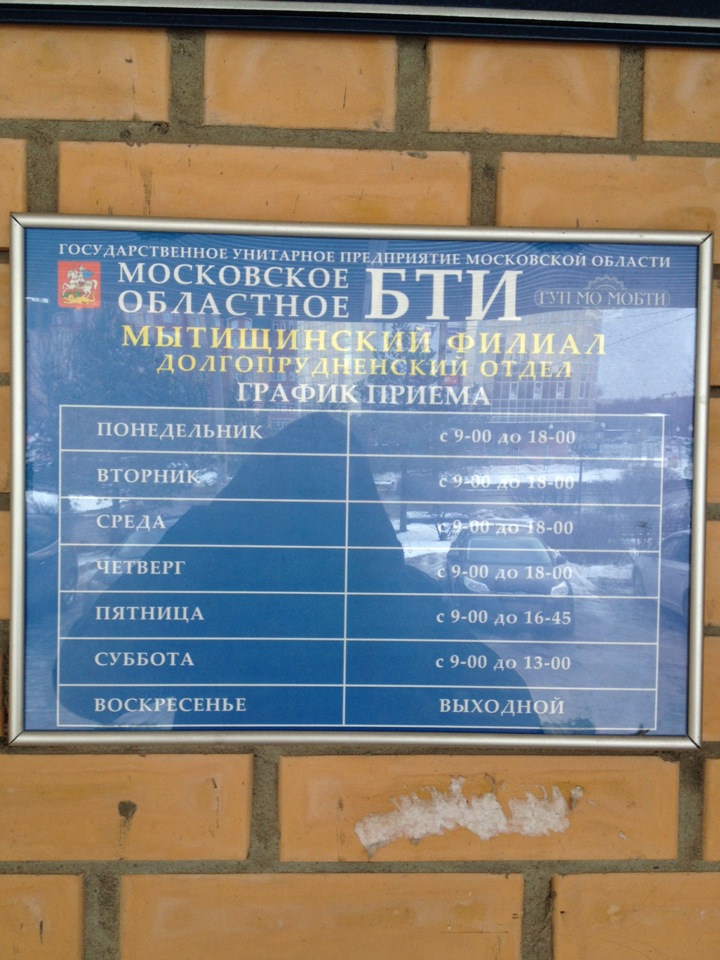 ГОСУДАРСТВЕННОЕ УНИТАРНОЕ ПРЕДПРИЯТИЕ МОСКОВСКОЙ ОБЛАСТИ
МОСКОВСКОЕ
ОБЛАСТНОЕ БТИ
ГУП МО МОБТИ
МЫТИЩИНСКИЙ ФИЛИАЛ
ДОЛГОПРУДНЕНСКИЙ ОТДЕЛ
ГРАФИК ПРИЕМА
ПОНЕДЕЛЬНИК с 9-00 до 18-00
ВТОРНИК с 9-00 до 18-00
СРЕДА с 9-00 до 18-00
ЧЕТВЕРГ с 9-00 до 18-00
ПЯТНИЦА с 9-00 до 16-45
СУББОТА с 9-00 до 13-00
ВОСКРЕСЕНЬЕ ВЫХОДНОЙ